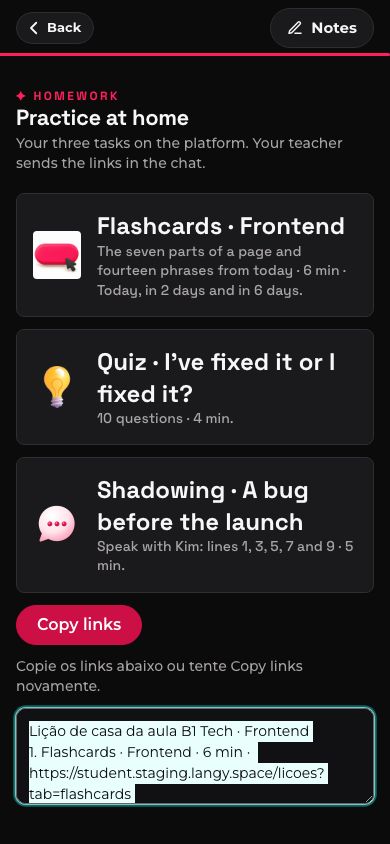 Back
Notes
HOMEWORK
Practice at home
Your three tasks on the platform. Your teacher
sends the links in the chat.
Flashcards · Frontend
The seven parts of a page and
fourteen phrases from today · 6 min ·
Today, in 2 days and in 6 days.
Quiz · I've fixed it or I
fixed it?
10 questions · 4 min.
Shadowing · A bug
before the launch
Speak with Kim: lines 1, 3, 5, 7 and 9 · 5
min.
Copy links
Copie os links abaixo ou tente Copy links
novamente.
Lição de casa da aula B1 Tech · Frontend
1. Flashcards · Frontend · 6 min ·
https://student.staging.langy.space/licoes?
tab=flashcards